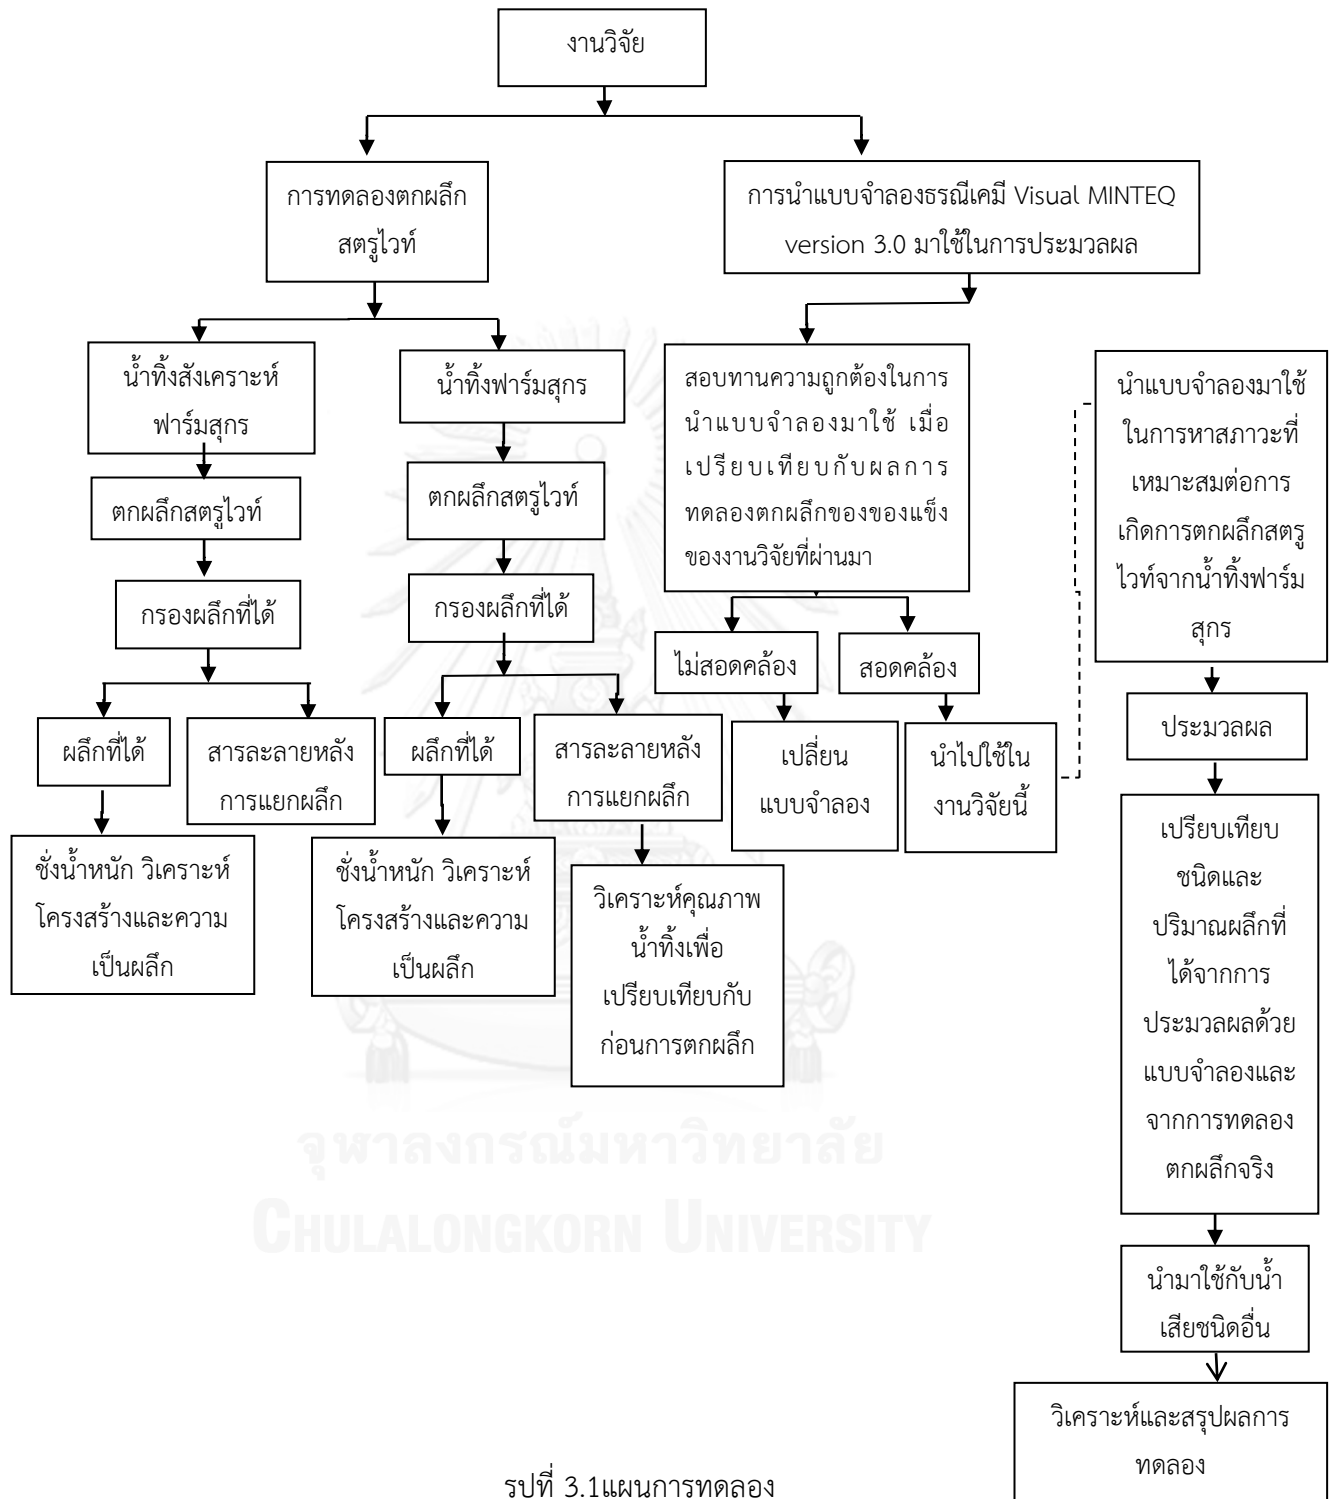 งานวิจัย
การทดลองตกผลึก
สตรูไวท์
การนำแบบจำลองธรณีเคมี Visual MINTEQ
version 3.0 มาใช้ในการประมวลผล
น้ำทิ้งสังเคราะห์
ฟาร์มสุกร
น้ำทิ้งฟาร์มสุกร
สอบทานความถูกต้องในการ
นำแบบจำลองมาใช้ เมื่อ
เปรียบเทียบกับผลการ
ทดลองตกผลึกของของแข็ง
ของงานวิจัยที่ผ่านมา
นำแบบจำลองมาใช้
ในการหาสภาวะที่
เหมาะสมต่อการ
เกิดการตกผลึกสตรู
ไวท์จากน้ำทิ้งฟาร์ม
สุกร
ตกผลึกสตรูไวท์
ตกผลึกสตรูไวท์
กรองผลึกที่ได้
กรองผลึกที่ได้
ไม่สอดคล้อง
สอดคล้อง
ผลึกที่ได้
สารละลายหลัง
การแยกผลึก
ผลึกที่ได้
สารละลายหลัง
การแยกผลึก
เปลี่ยน
แบบจำลอง
นำไปใช้ใน
งานวิจัยนี้
ประมวลผล
ชั่งน้ำหนัก วิเคราะห์
โครงสร้างและความ
เป็นผลึก
ชั่งน้ำหนัก วิเคราะห์
โครงสร้างและความ
เป็นผลึก
วิเคราะห์คุณภาพ
น้ำทิ้งเพื่อ
เปรียบเทียบกับ
ก่อนการตกผลึก
เปรียบเทียบ
ชนิดและ
ปริมาณผลึกที่
ได้จากการ
ประมวลผลด้วย
แบบจำลองและ
จากการทดลอง
ตกผลึกจริง
จุฬาลงกรณ์มหาวิทยาลัย
CHULALONGKORN UNIVERSITY
นำมาใช้กับน้ำ
เสียชนิดอื่น
วิเคราะห์และสรุปผลการ
ทดลอง
รูปที่ 3.1แผนการทดลอง